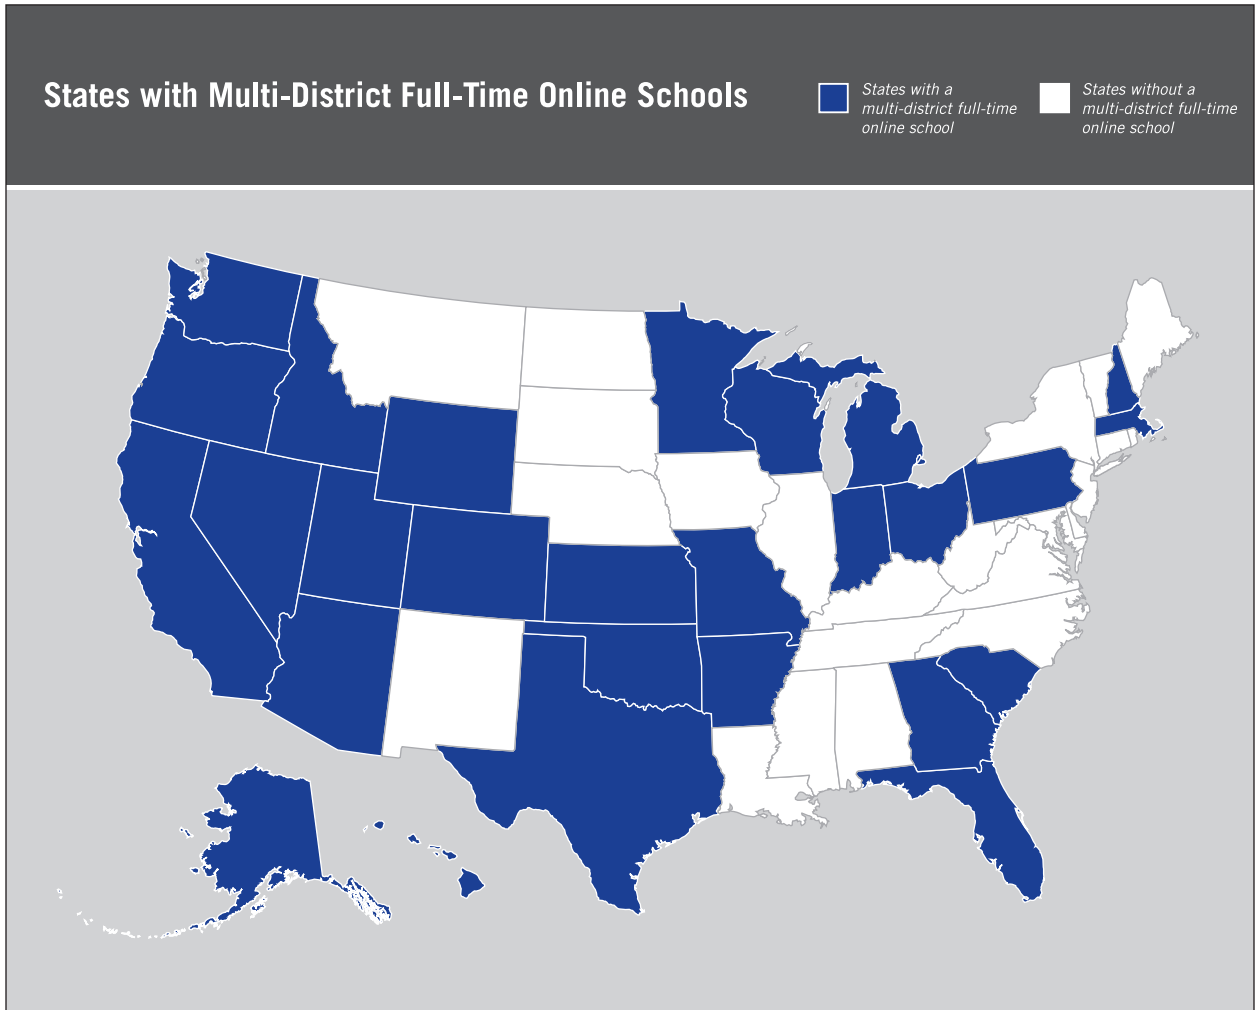 States with Multi-District Full-Time Online Schools
States with a
multi-district full-time
online school
States without a
multi-district full-time
online school